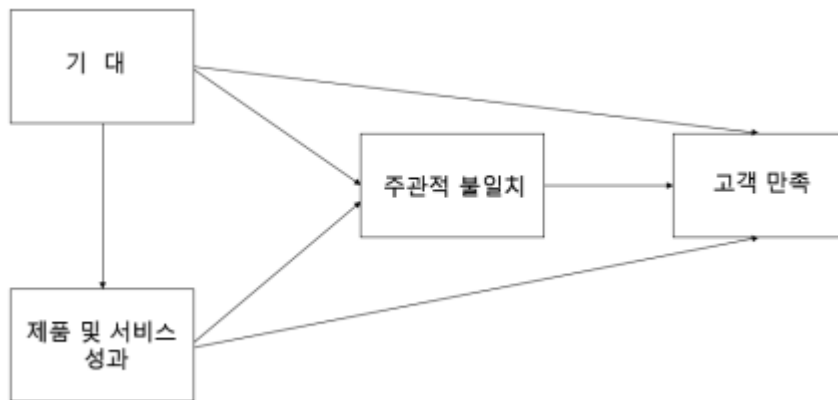 기 대
주관적 불일치
고객 만족
제품 및 서비스
성과